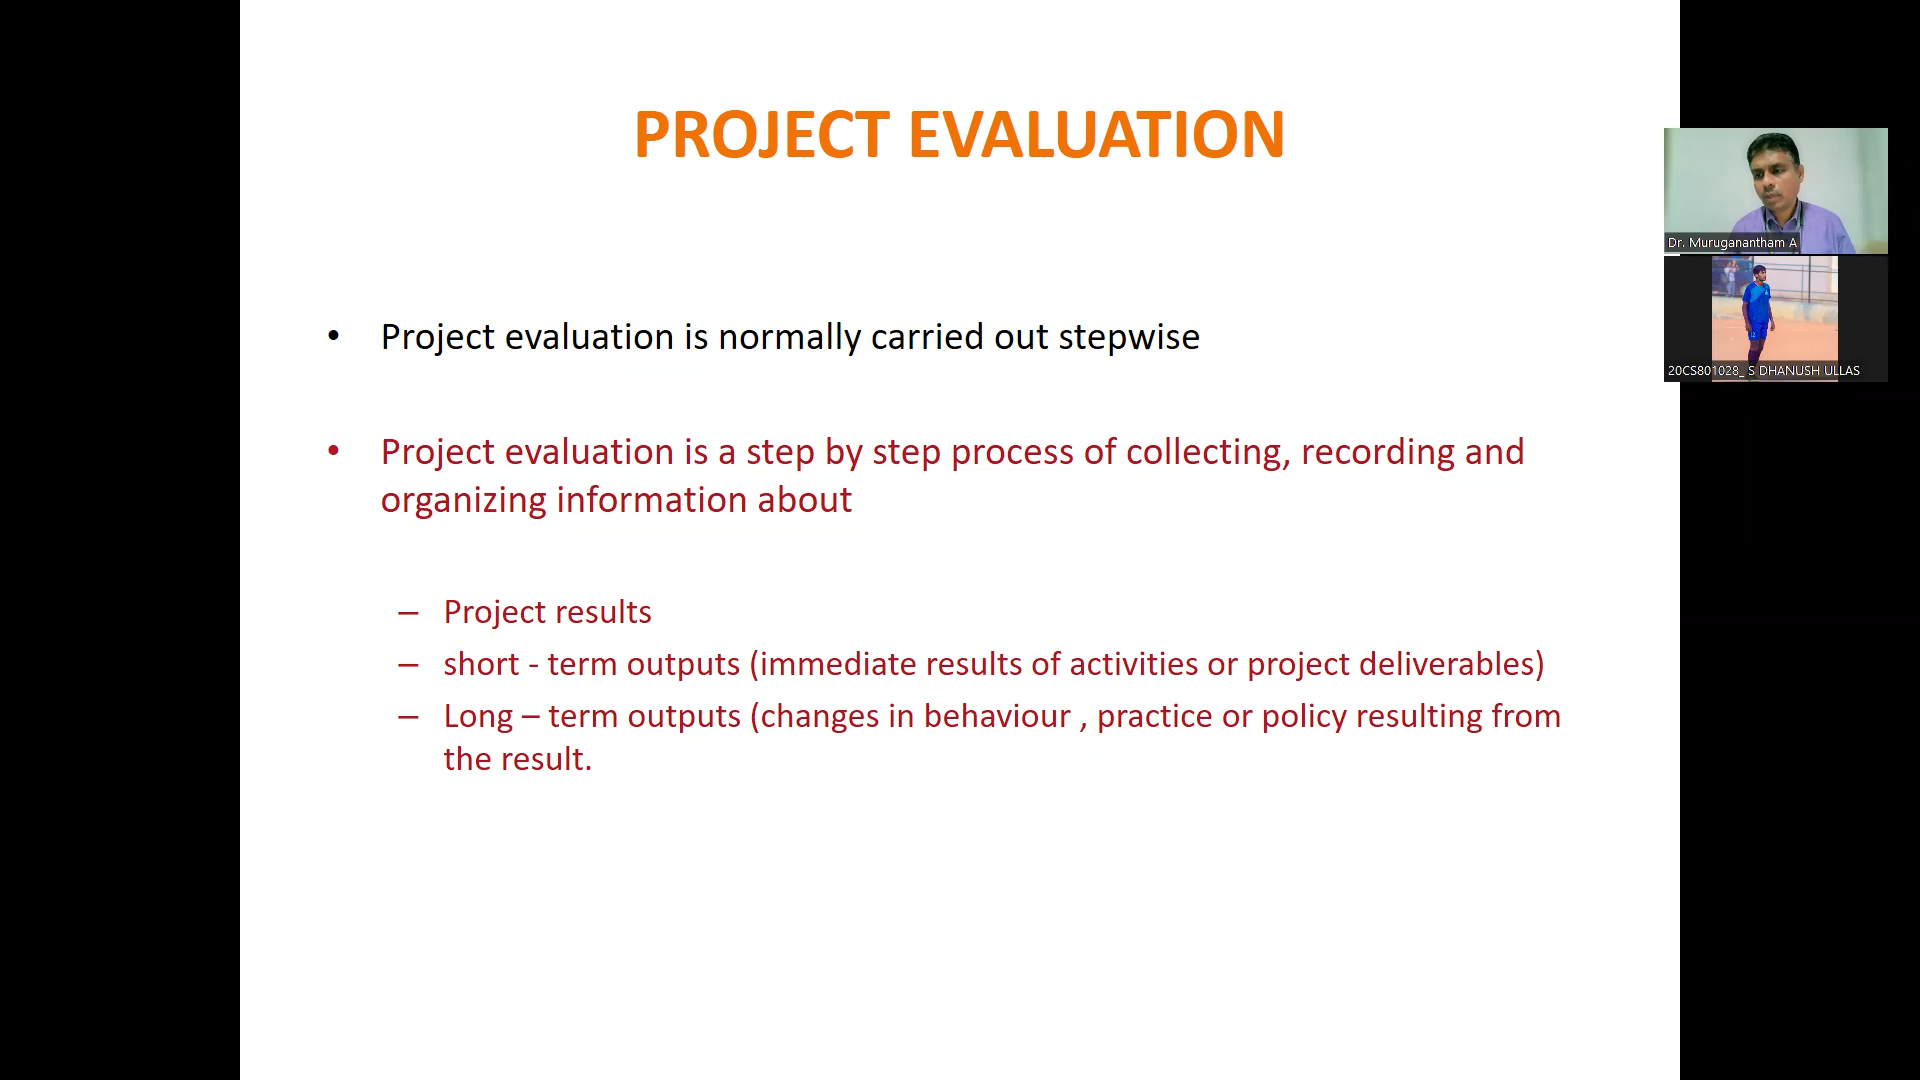 PROJECT EVALUATION
• Project evaluation is normally carried out stepwise
• Project evaluation is a step by step process of collecting, recording and
organizing information about
– Project results
– short - term outputs (immediate results of activities or project deliverables)
– Long – term outputs (changes in behaviour , practice or policy resulting from
the result.
Dr. Muruganantham A
20CS801028_ S DHANUSH ULLAS